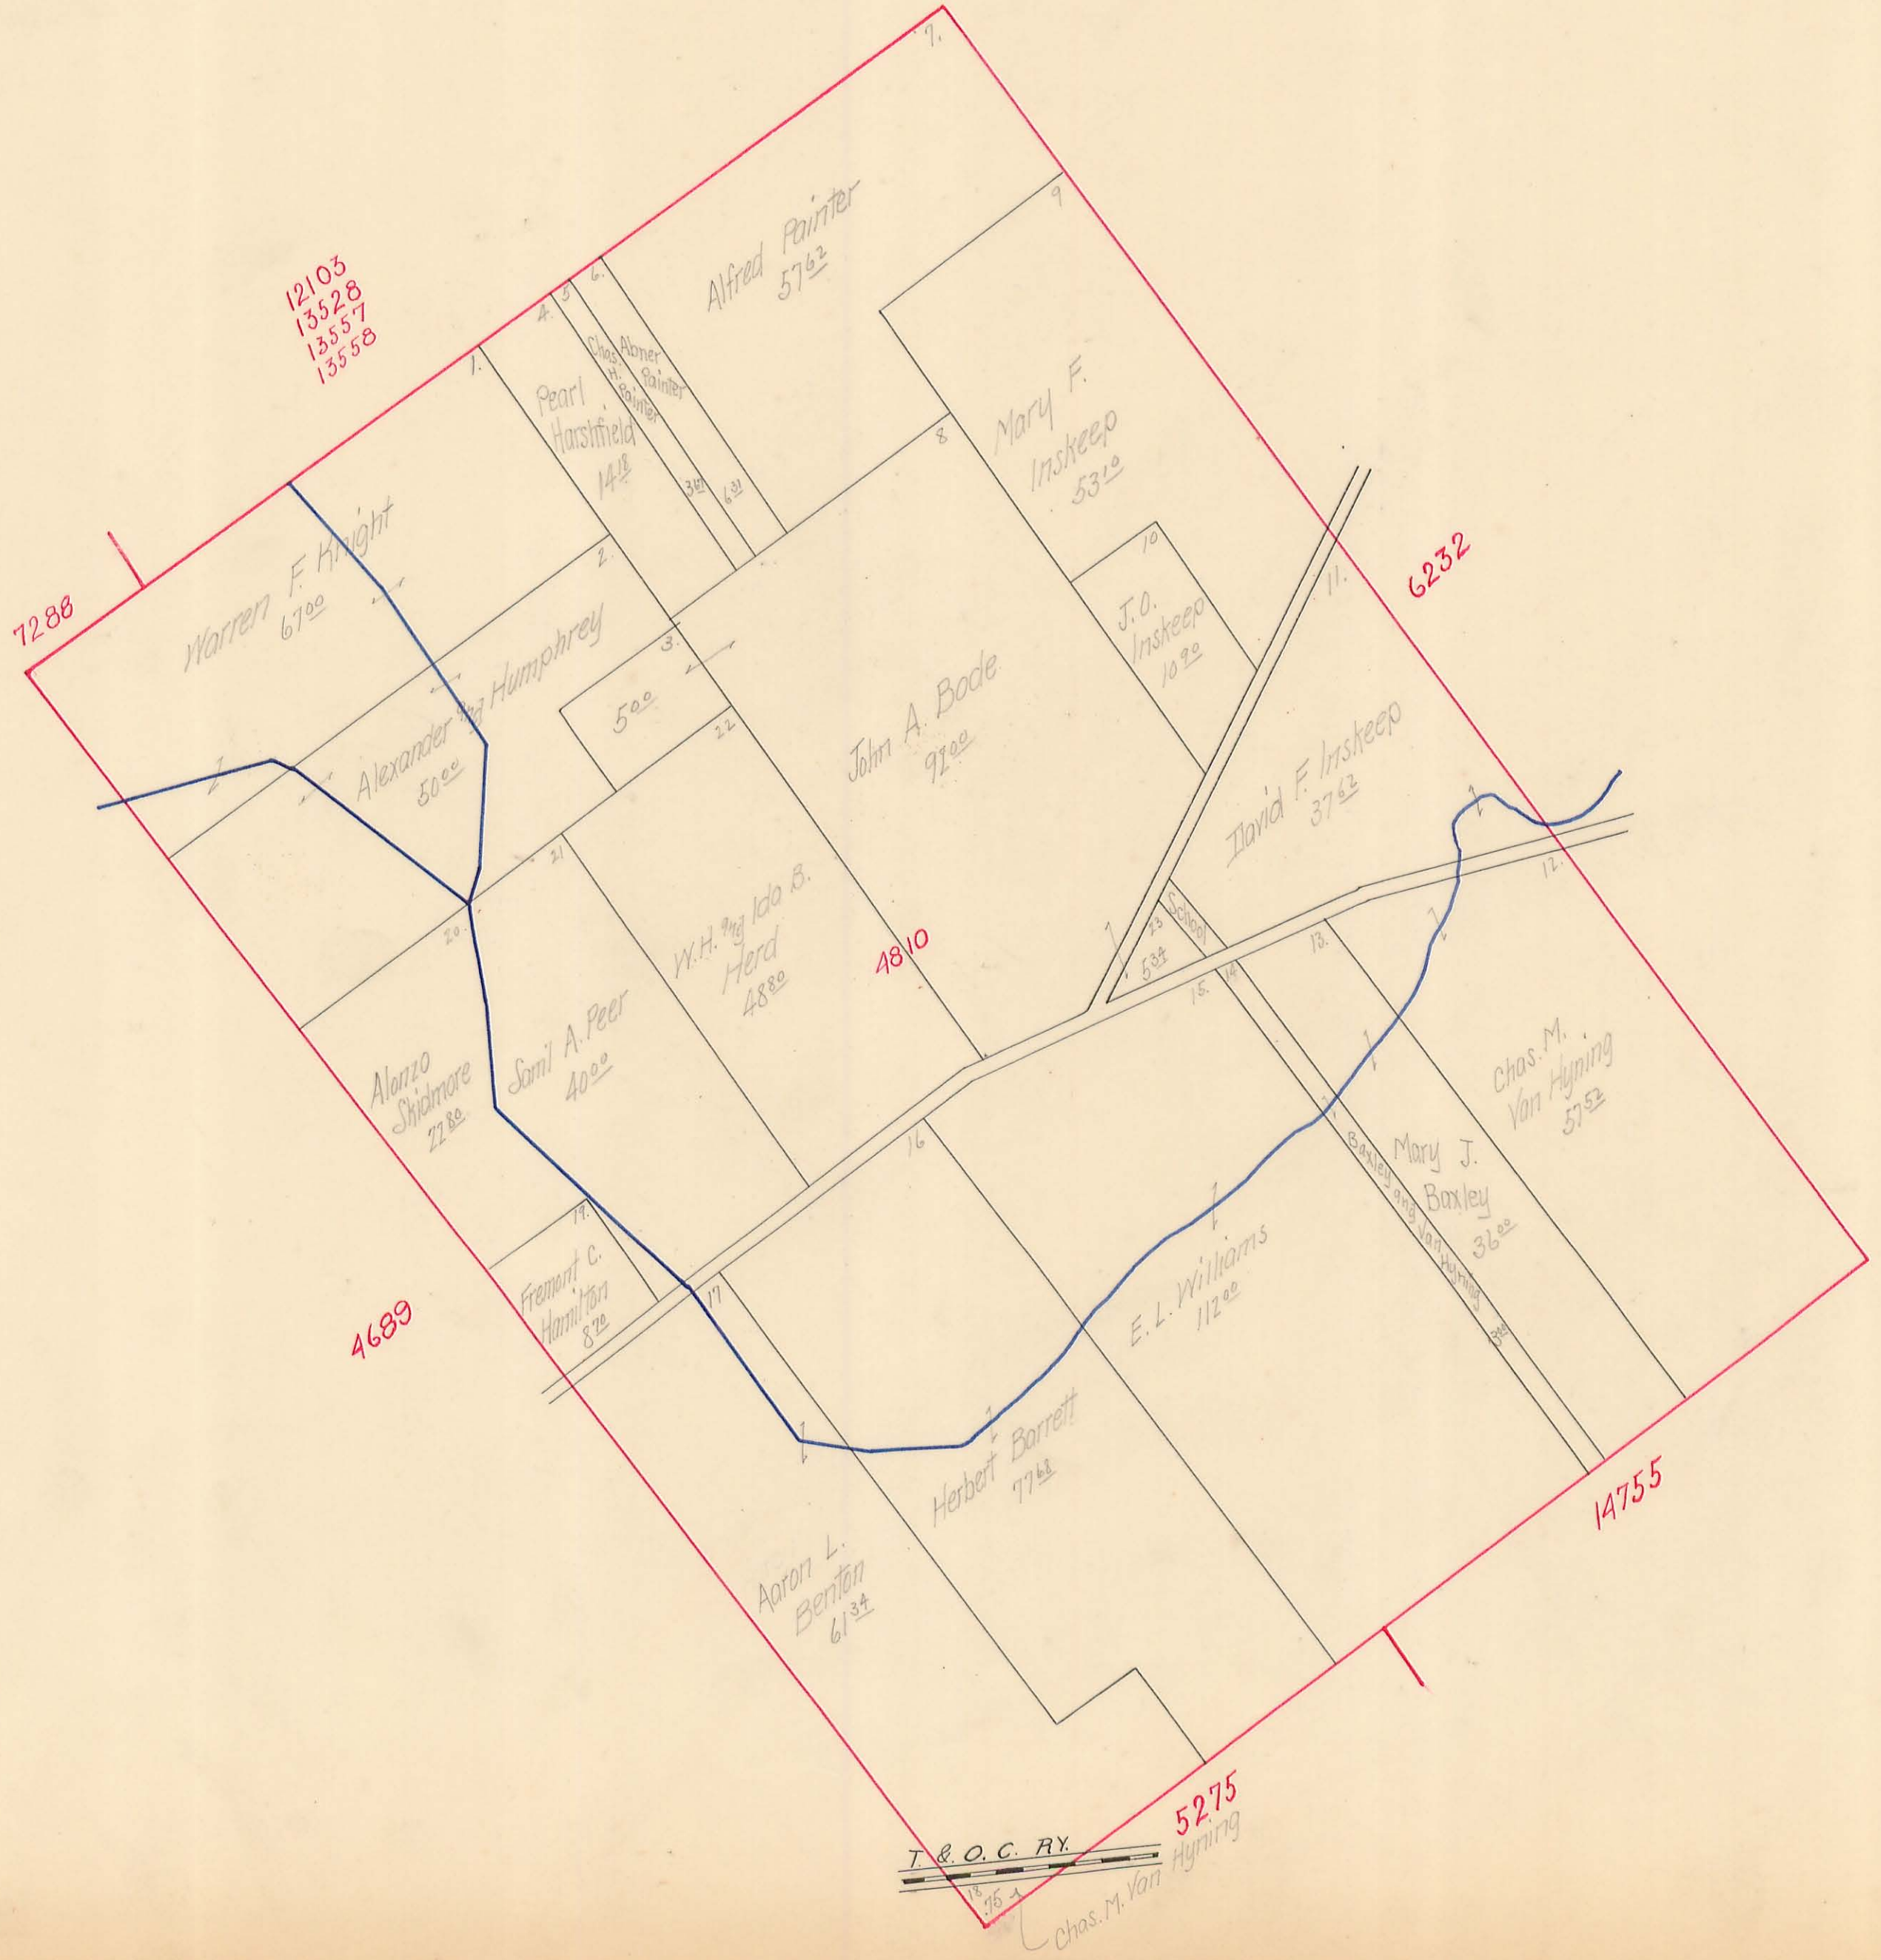 7.
9
12103
13528
13557
13558
Alfred Painter
57 62
6.
5
4.
1.
Chas.
H.
Painter
3 67
Abner
Painter
6 31
Pearl
Harshfield
14 18
8
Mary F.
Inskeep
53 10
Warren F. Knight
67 00
7288
2.
10
J. O.
Inskeep
10 90
11.
6232
Alexander and Humphrey
50 00
3.
5 00
22
John A. Bode
92 00
David F. Inskeep
37 62
12.
21
20.
W. H. and Ida B.
Herd
48 80
4810
School
23
5 34
14
15.
13.
Saml A. Peer
40 00
Alonzo
Skidmore
22 80
Chas. M.
Van Hyning
57 52
16
Mary J.
Baxley
36 00
Baxley and Van Hyning
19.
Fremont C.
Hamilton
8 70
17
4689
E. L. Williams
112 00
Herbert Barrett
77 68
14755
Aaron L.
Benton
61 34
5275
T. & O. C. RY.
18
.75
Chas. M. Van Hyning